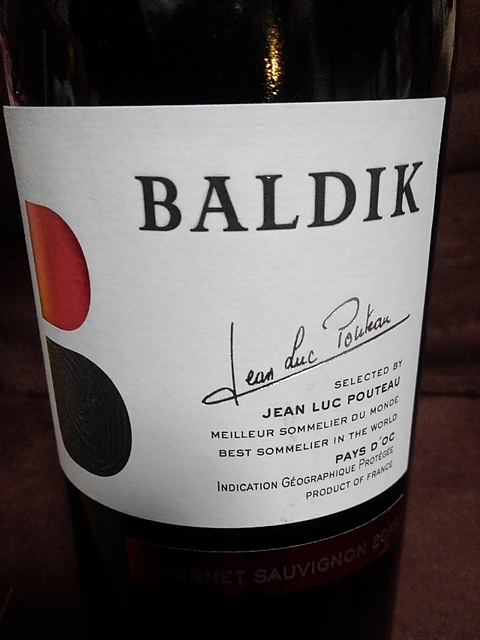 BALDIK
Jean Luc Pouteau
SELECTED BY
JEAN LUC POUTEAU
MEILLEUR SOMMELIER DU MONDE
BEST SOMMELIER IN THE WORLD
PAYS D'OC
INDICATION GÉOGRAPHIQUE PROTÉGÉE
PRODUCT OF FRANCE
SAUVIGNON